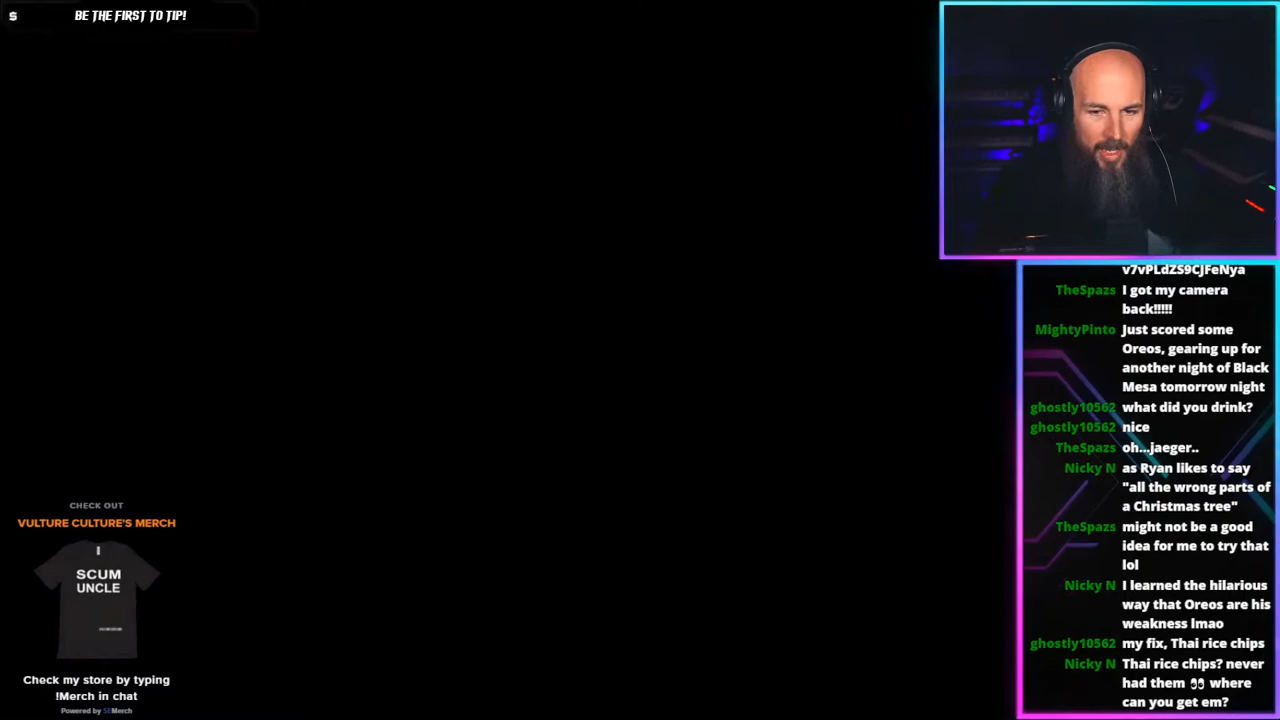 $ BE THE FIRST TO TIP!
v7vPLdZS9CJFeNya
TheSpazs I got my camera
back!!!!!
MightyPinto Just scored some
Oreos, gearing up for
another night of Black
Mesa tomorrow night
ghostly10562 what did you drink?
ghostly10562 nice
TheSpazs oh...jaeger..
Nicky N as Ryan likes to say
"all the wrong parts of
a Christmas tree"
TheSpazs might not be a good
idea for me to try that
lol
Nicky N I learned the hilarious
way that Oreos are his
weakness lmao
ghostly10562 my fix, Thai rice chips
Nicky N Thai rice chips? never
had them 👀 where
can you get em?
CHECK OUT
VULTURE CULTURE'S MERCH
SCUM
UNCLE
Check my store by typing
!Merch in chat
Powered by SEMerch